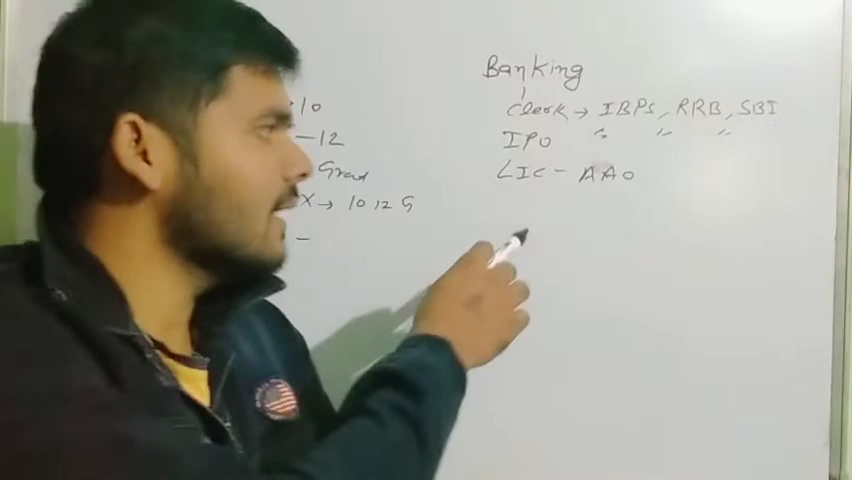 10
-12
Grad
X → 10 12 G
-
Banking
Clerk → IBPS, RRB, SBI
" " "
IPO
LIC - AAO